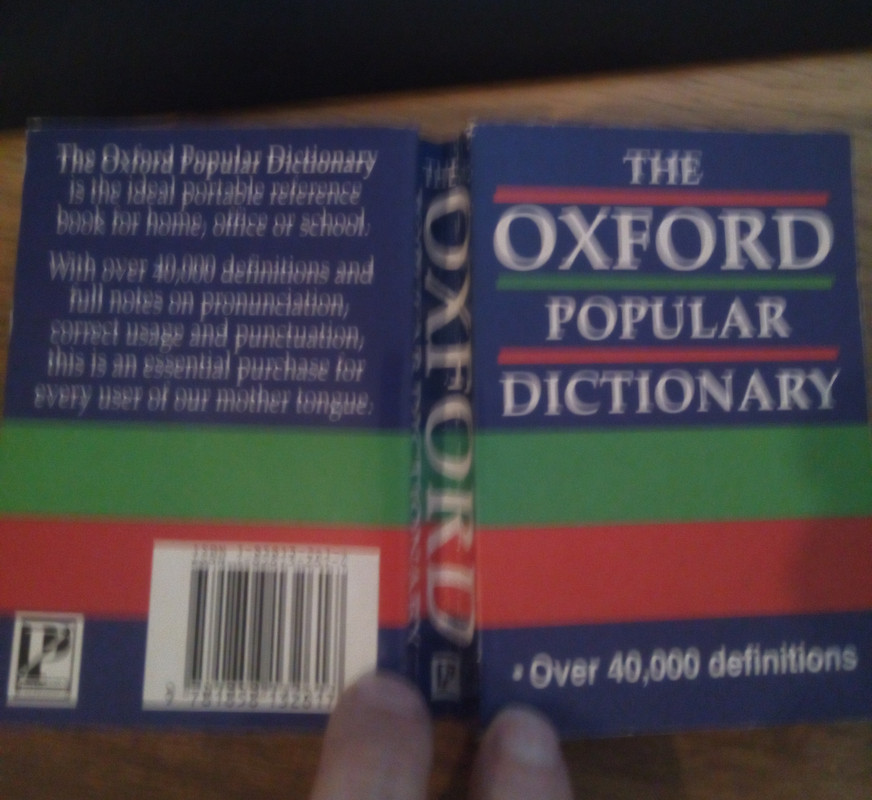 The Oxford Popular Dictionary
is the ideal portable reference
book for home, office or school.
With over 40,000 definitions and
full notes on pronunciation,
correct usage and punctuation,
this is an essential purchase for
every user of our mother tongue.
THE
OXFORD
POPULAR
DICTIONARY
THE
OXFORD
POPULAR
DICTIONARY
• Over 40,000 definitions